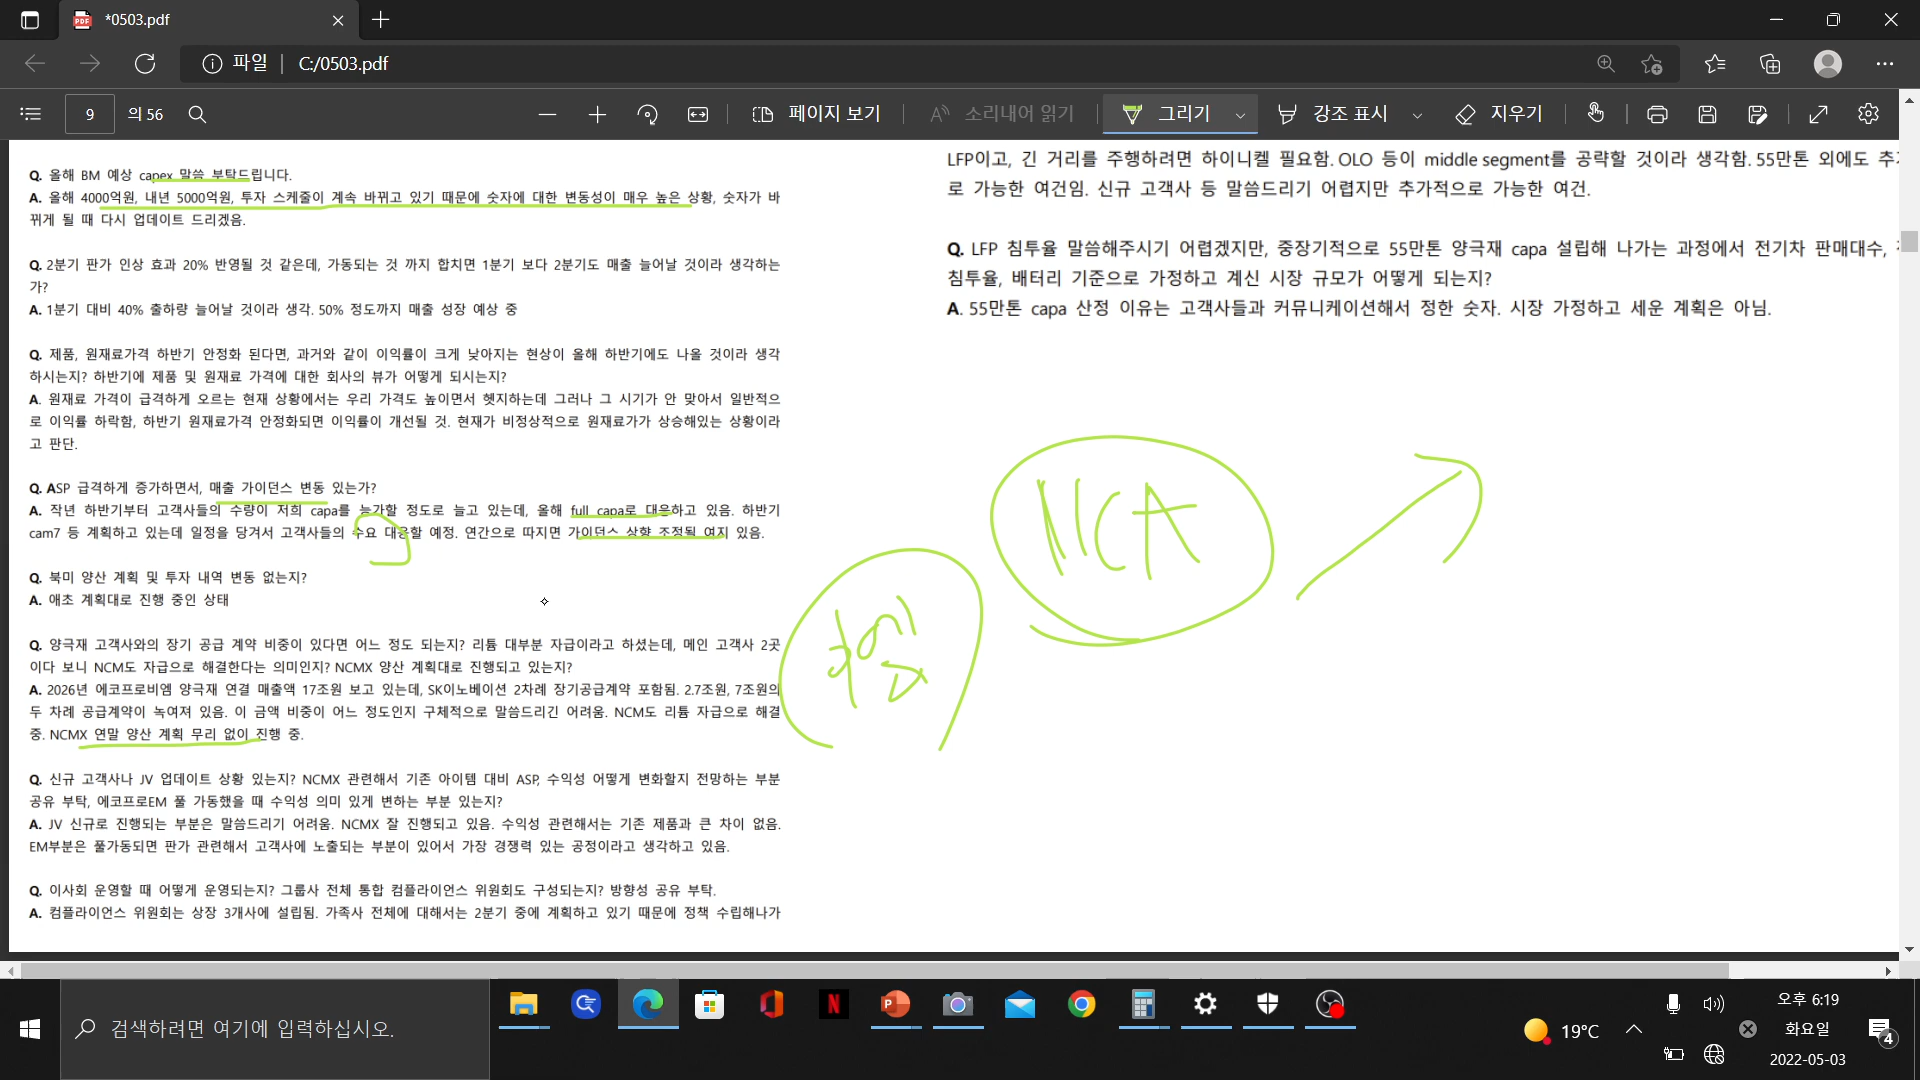 *0503.pdf
파일
C:/0503.pdf
9 의 56
페이지 보기
소리내어 읽기
그리기
강조 표시
지우기
Q. 올해 BM 예상 capex 말씀 부탁드립니다.
A. 올해 4000억원, 내년 5000억원, 투자 스케줄이 계속 바뀌고 있기 때문에 숫자에 대한 변동성이 매우 높은 상황, 숫자가 바
뀌게 될 때 다시 업데이트 드리겠음.
Q. 2분기 판가 인상 효과 20% 반영될 것 같은데, 가동되는 것 까지 합치면 1분기 보다 2분기도 매출 늘어날 것이라 생각하는
가?
A. 1분기 대비 40% 출하량 늘어날 것이라 생각. 50% 정도까지 매출 성장 예상 중
Q. 제품, 원재료가격 하반기 안정화 된다면, 과거와 같이 이익률이 크게 낮아지는 현상이 올해 하반기에도 나올 것이라 생각
하시는지? 하반기에 제품 및 원재료 가격에 대한 회사의 뷰가 어떻게 되시는지?
A. 원재료 가격이 급격하게 오르는 현재 상황에서는 우리 가격도 높이면서 헷지하는데 그러나 그 시기가 안 맞아서 일반적으
로 이익률 하락함, 하반기 원재료가격 안정화되면 이익률이 개선될 것. 현재가 비정상적으로 원재료가가 상승해있는 상황이라
고 판단.
Q. ASP 급격하게 증가하면서, 매출 가이던스 변동 있는가?
A. 작년 하반기부터 고객사들의 수량이 저희 capa를 능가할 정도로 늘고 있는데, 올해 full capa로 대응하고 있음. 하반기
cam7 등 계획하고 있는데 일정을 당겨서 고객사들의 수요 대응할 예정. 연간으로 따지면 가이던스 상향 조정될 여지 있음.
Q. 북미 양산 계획 및 투자 내역 변동 없는지?
A. 애초 계획대로 진행 중인 상태
Q. 양극재 고객사와의 장기 공급 계약 비중이 있다면 어느 정도 되는지? 리튬 대부분 자급이라고 하셨는데, 메인 고객사 2곳
이다 보니 NCM도 자급으로 해결한다는 의미인지? NCMX 양산 계획대로 진행되고 있는지?
A. 2026년 에코프로비엠 양극재 연결 매출액 17조원 보고 있는데, SK이노베이션 2차례 장기공급계약 포함됨. 2.7조원, 7조원의
두 차례 공급계약이 녹여져 있음. 이 금액 비중이 어느 정도인지 구체적으로 말씀드리긴 어려움. NCM도 리튬 자급으로 해결
중. NCMX 연말 양산 계획 무리 없이 진행 중.
Q. 신규 고객사나 JV 업데이트 상황 있는지? NCMX 관련해서 기존 아이템 대비 ASP, 수익성 어떻게 변화할지 전망하는 부분
공유 부탁, 에코프로EM 풀 가동했을 때 수익성 의미 있게 변하는 부분 있는지?
A. JV 신규로 진행되는 부분은 말씀드리기 어려움. NCMX 잘 진행되고 있음. 수익성 관련해서는 기존 제품과 큰 차이 없음.
EM부분은 풀가동되면 판가 관련해서 고객사에 노출되는 부분이 있어서 가장 경쟁력 있는 공정이라고 생각하고 있음.
Q. 이사회 운영할 때 어떻게 운영되는지? 그룹사 전체 통합 컴플라이언스 위원회도 구성되는지? 방향성 공유 부탁.
A. 컴플라이언스 위원회는 상장 3개사에 설립됨. 가족사 전체에 대해서는 2분기 중에 계획하고 있기 때문에 정책 수립해나가
LFP이고, 긴 거리를 주행하려면 하이니켈 필요함. OLO 등이 middle segment를 공략할 것이라 생각함. 55만톤 외에도 추
로 가능한 여건임. 신규 고객사 등 말씀드리기 어렵지만 추가적으로 가능한 여건.
Q. LFP 침투율 말씀해주시기 어렵겠지만, 중장기적으로 55만톤 양극재 capa 설립해 나가는 과정에서 전기차 판매대수,
침투율, 배터리 기준으로 가정하고 계신 시장 규모가 어떻게 되는지?
A. 55만톤 capa 산정 이유는 고객사들과 커뮤니케이션해서 정한 숫자. 시장 가정하고 세운 계획은 아님.
NCA
검색하려면 여기에 입력하십시오.
19°C
오후 6:19
화요일
2022-05-03
4